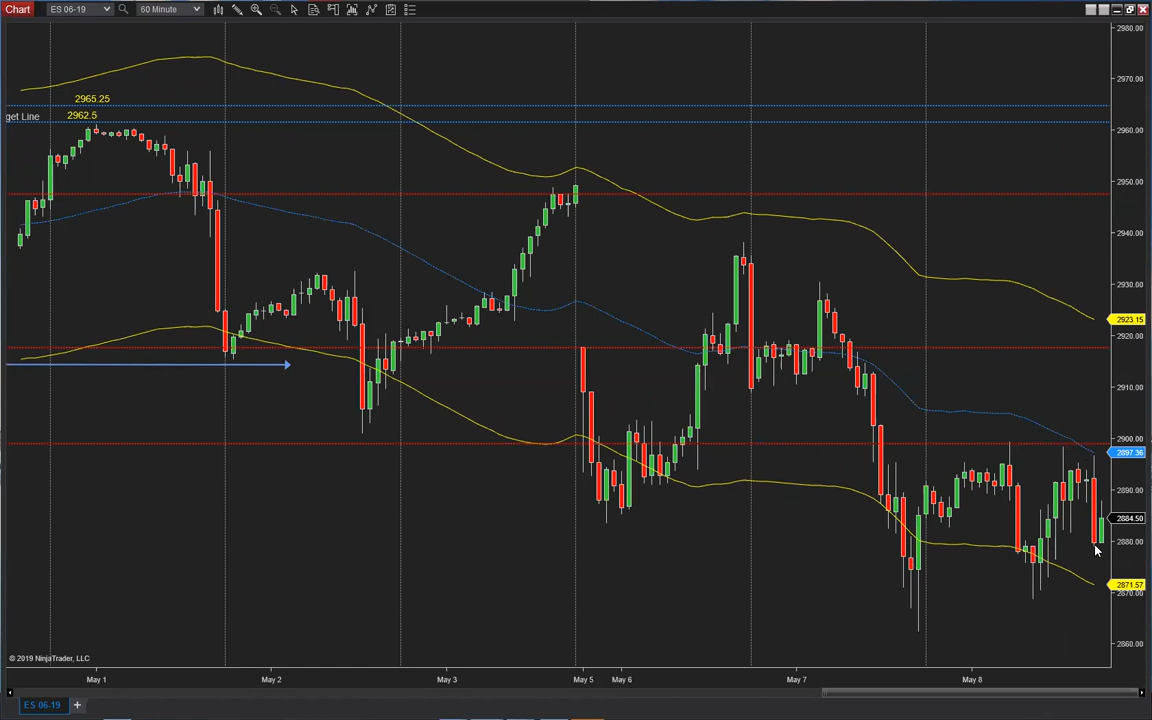 Chart
ES 06-19
60 Minute
2980.00
2970.00
2965.25
get Line
2962.5
2960.00
2950.00
2940.00
2930.00
2923.15
2920.00
2910.00
2900.00
2897.36
2890.00
2884.50
2880.00
2871.57
2870.00
2860.00
© 2019 NinjaTrader, LLC
May 1
May 2
May 3
May 5
May 6
May 7
May 8
ES 06-19